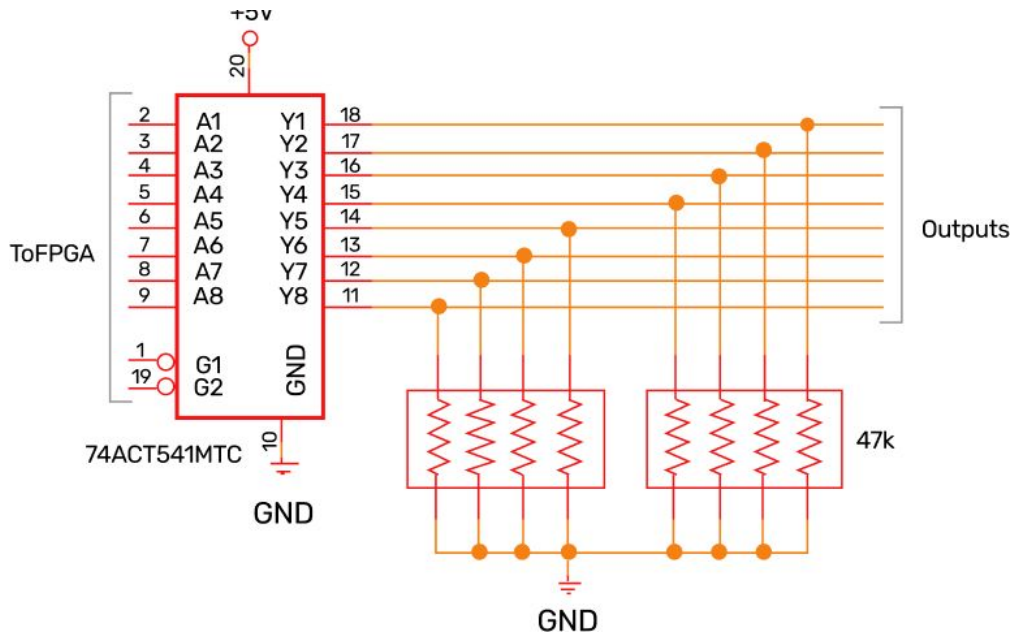 +5V
20
2 A1 Y1 18
3 A2 Y2 17
4 A3 Y3 16
5 A4 Y4 15
6 A5 Y5 14
7 A6 Y6 13
8 A7 Y7 12
9 A8 Y8 11
ToFPGA
Outputs
1 G1
19 G2
GND
10
74ACT541MTC
GND
47k
GND